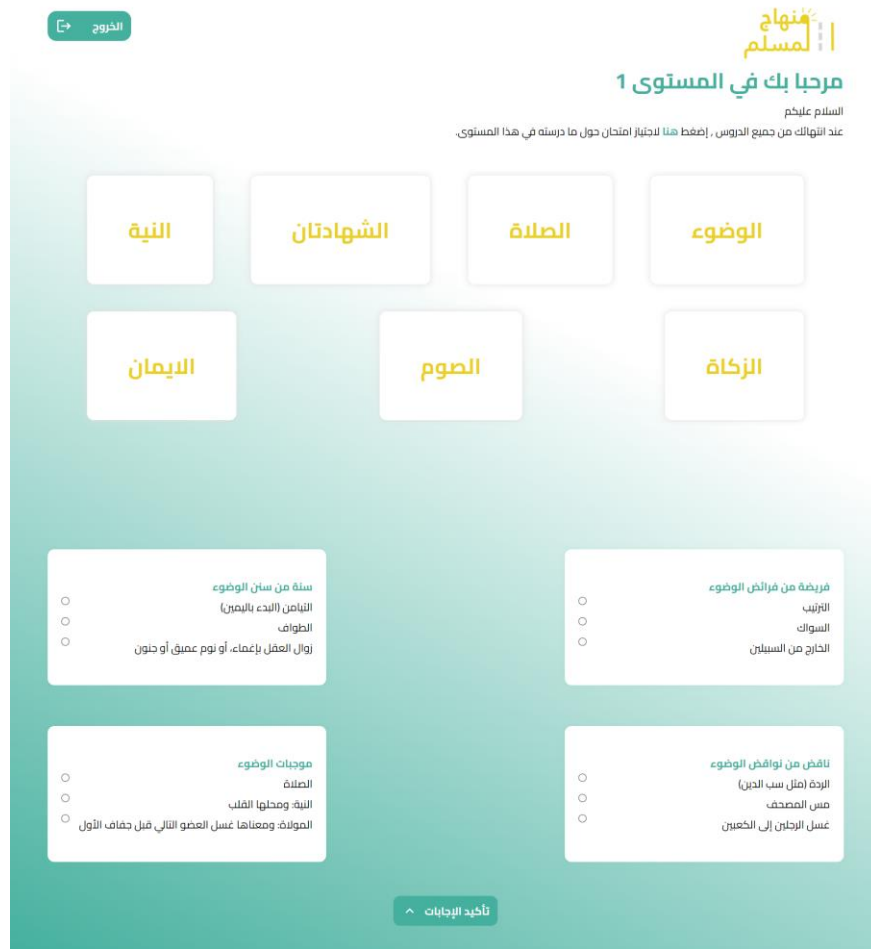 منهاج
المسلم
الخروج
مرحبا بك في المستوى 1
السلام عليكم
عند انتهائك من جميع الدروس , إضغط هنا لاجتياز امتحان حول ما درسته في هذا المستوى.
الوضوء
الصلاة
الشهادتان
النية
الزكاة
الصوم
الايمان
فريضة من فرائض الوضوء
الترتيب
السواك
الخارج من السبيلين
سنة من سنن الوضوء
التيامن (البدء باليمين)
الطواف
زوال العقل بإغماء، أو نوم عميق أو جنون
ناقض من نواقض الوضوء
الردة (مثل سب الدين)
مس المصحف
غسل الرجلين إلى الكعبين
موجبات الوضوء
الصلاة
النية: ومحلها القلب
الموالاة: ومعناها غسل العضو التالي قبل جفاف الأول
تأكيد الإجابات